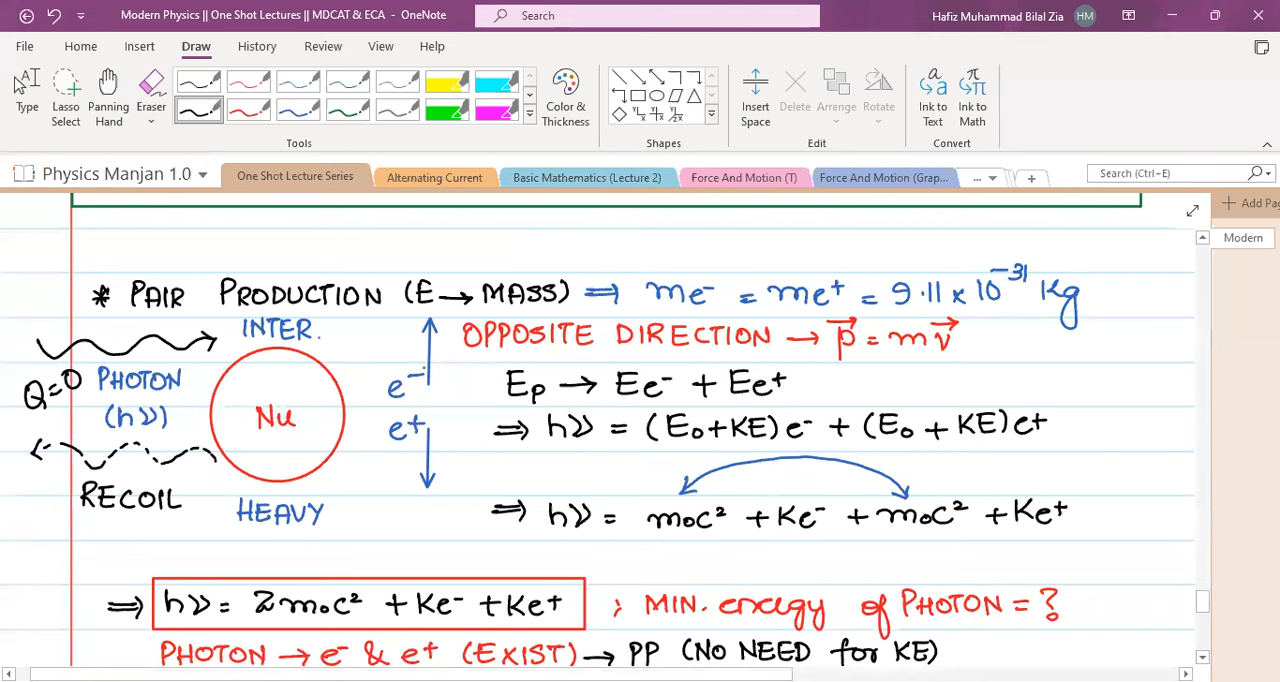 Modern Physics || One Shot Lectures || MDCAT & ECA - OneNote
Search
Hafiz Muhammad Bilal Zia HM
File Home Insert Draw History Review View Help
Type
Lasso Select
Panning Hand
Eraser
Color & Thickness
Insert Space
Delete
Arrange
Rotate
Ink to Text
Ink to Math
Tools Shapes Edit Convert
Physics Manjan 1.0
One Shot Lecture Series
Alternating Current
Basic Mathematics (Lecture 2)
Force And Motion (T)
Force And Motion (Grap...
...
Search (Ctrl+E)
Add Pag
Modern
* PAIR PRODUCTION (E → MASS) ⇒ me⁻ = me⁺ = 9.11 × 10⁻³¹ Kg
INTER.
OPPOSITE DIRECTION → p⃗ = m v⃗
Q=0 PHOTON (hν)
Nu
e⁻
e⁺
Ep → Ee⁻ + Ee⁺
⇒ hν = (E₀+KE)e⁻ + (E₀+KE)e⁺
RECOIL
HEAVY
⇒ hν = m₀c² + Ke⁻ + m₀c² + Ke⁺
⇒ hν = 2m₀c² + Ke⁻ + Ke⁺ ; MIN. energy of PHOTON = ?
PHOTON → e⁻ & e⁺ (EXIST) → PP (NO NEED for KE)